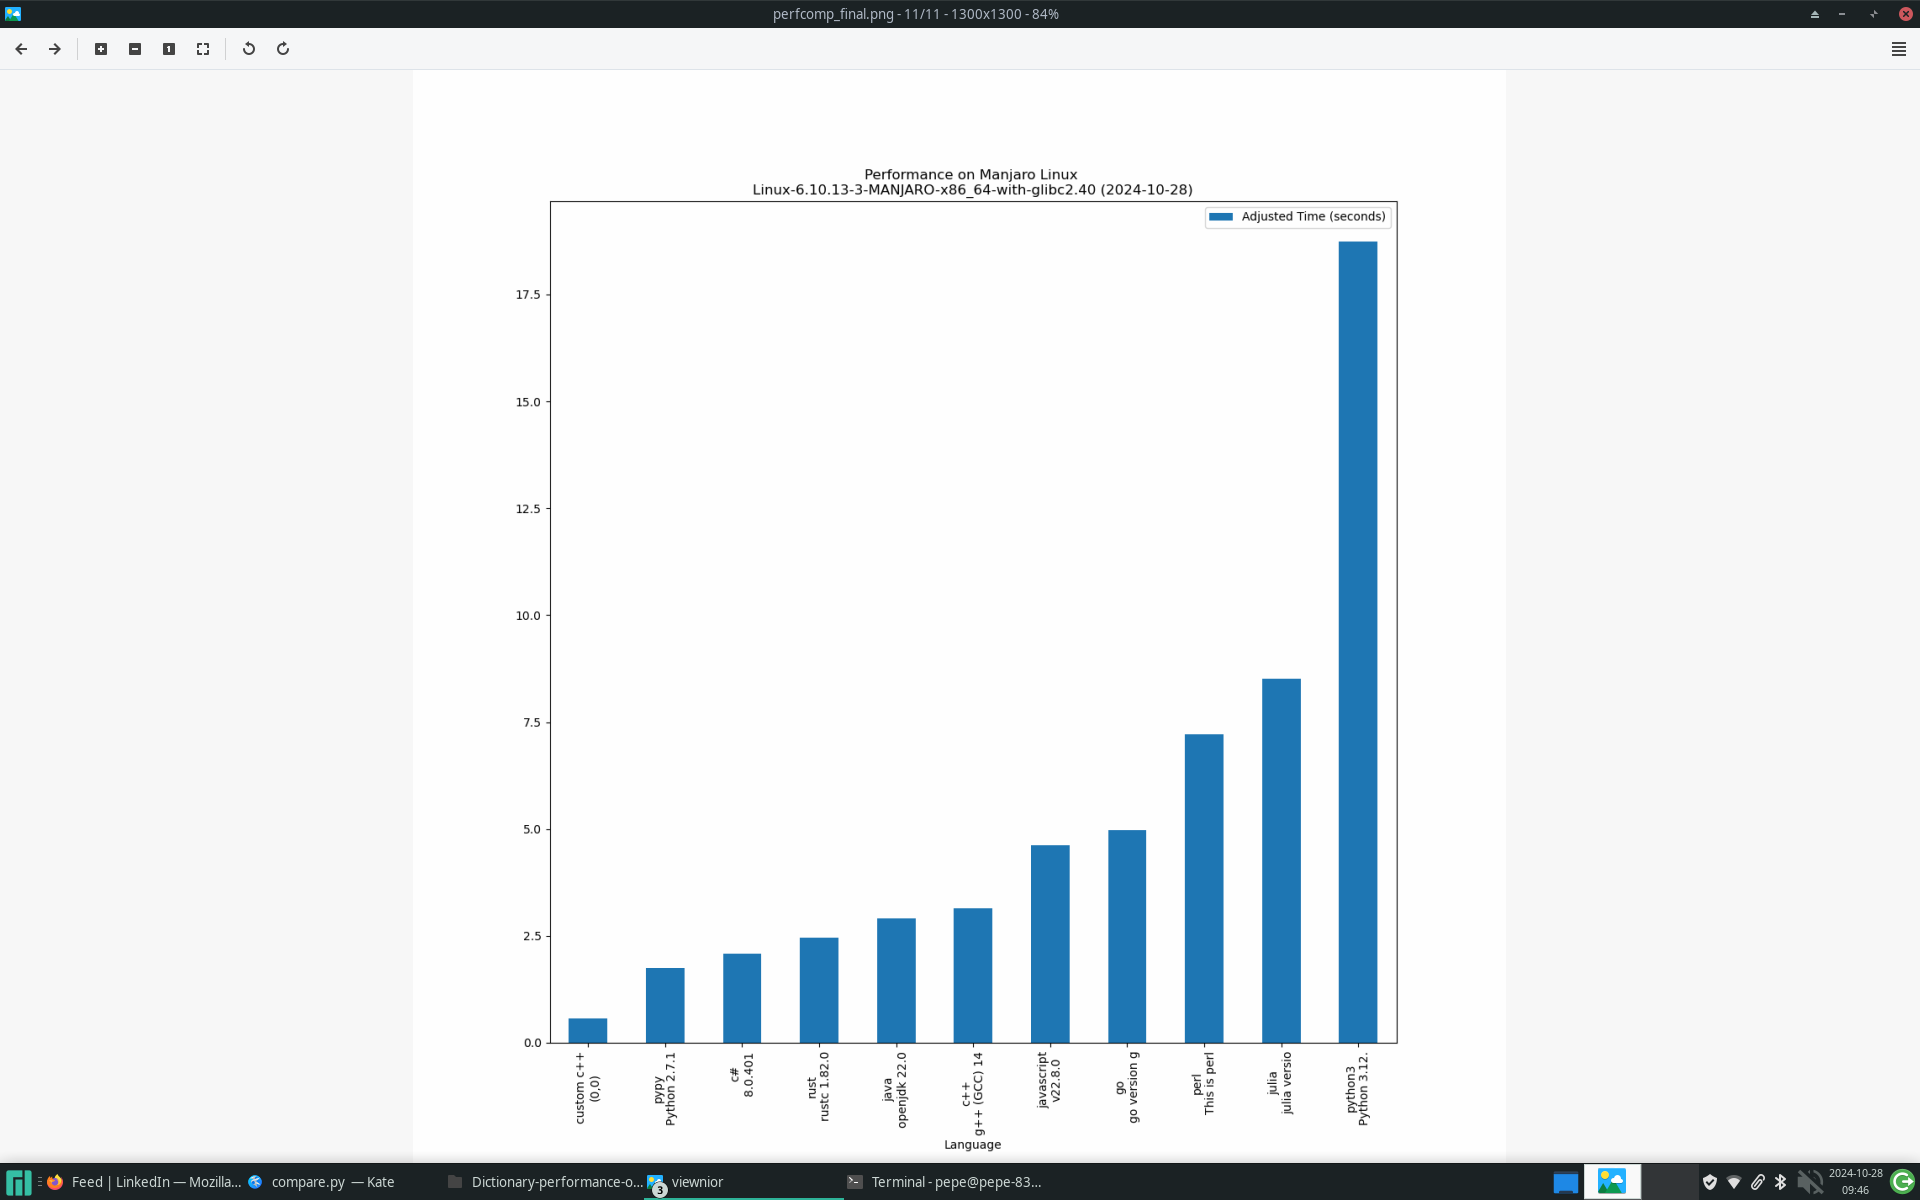 perfcomp_final.png - 11/11 - 1300x1300 - 84%
Performance on Manjaro Linux
Linux-6.10.13-3-MANJARO-x86_64-with-glibc2.40 (2024-10-28)
Adjusted Time (seconds)
17.5
15.0
12.5
10.0
7.5
5.0
2.5
0.0
custom c++
(0,0)
pypy
Python 2.7.1
c#
8.0.401
rust
rustc 1.82.0
java
openjdk 22.0
c++
g++ (GCC) 14
javascript
v22.8.0
go
go version g
perl
This is perl
julia
julia versio
python3
Python 3.12.
Language
Feed | LinkedIn — Mozilla...
compare.py — Kate
Dictionary-performance-o...
3
viewnior
Terminal - pepe@pepe-83...
2024-10-28
09:46